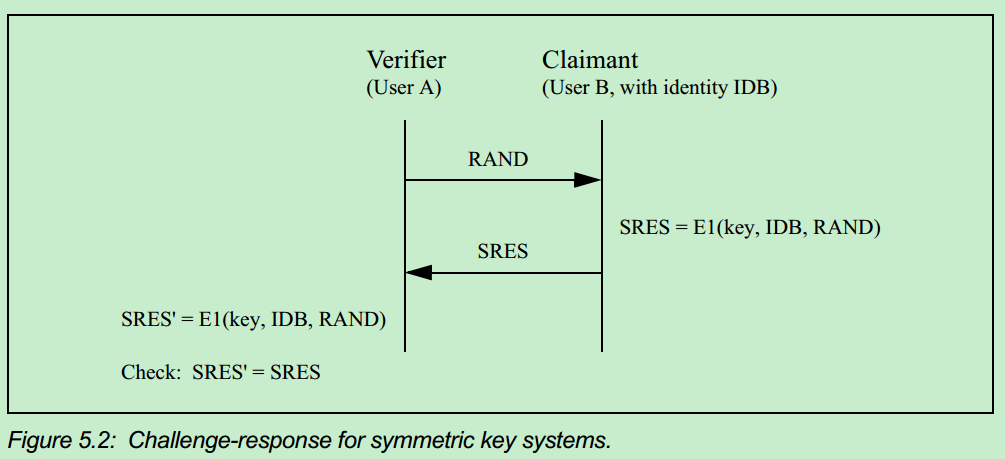 Verifier
(User A)
Claimant
(User B, with identity IDB)
RAND
SRES = E1(key, IDB, RAND)
SRES
SRES' = E1(key, IDB, RAND)
Check: SRES' = SRES
Figure 5.2: Challenge-response for symmetric key systems.